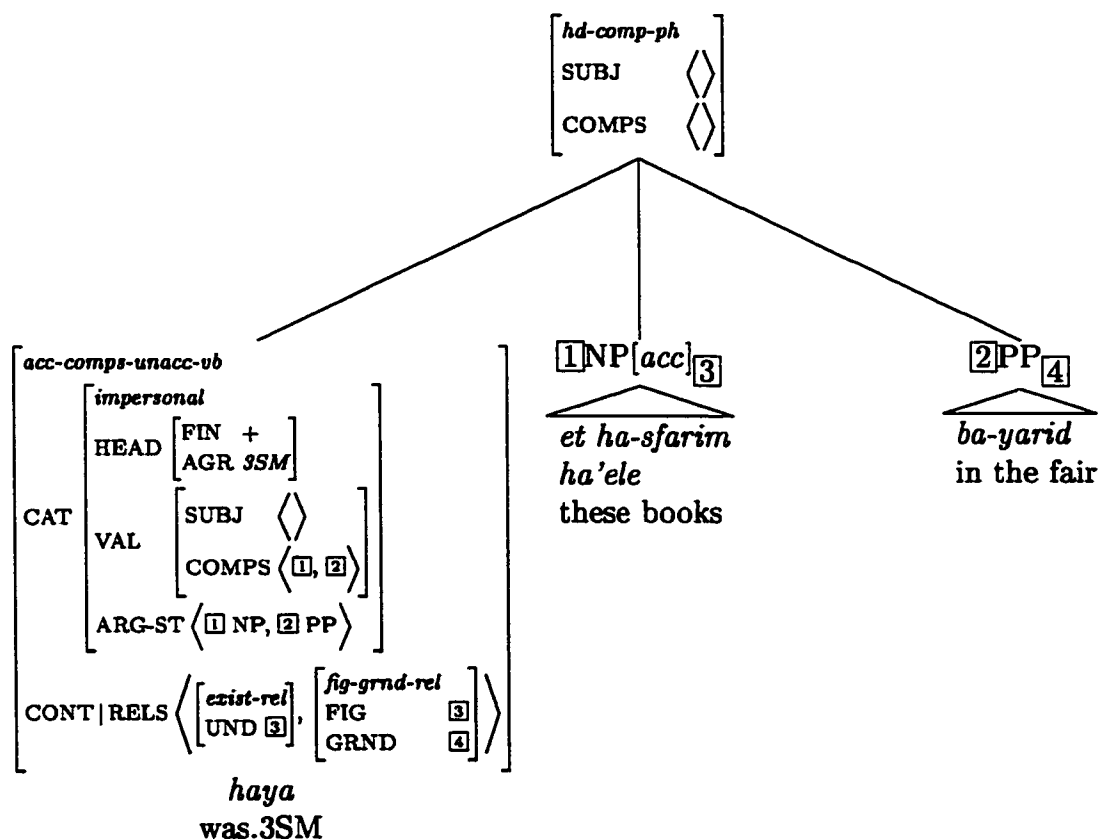 hd-comp-ph
SUBJ ⟨⟩
COMPS ⟨⟩
acc-comps-unacc-vb
impersonal
HEAD [FIN +
AGR 3SM]
CAT
VAL
SUBJ ⟨⟩
COMPS ⟨1, 2⟩
ARG-ST ⟨1 NP, 2 PP⟩
CONT|RELS ⟨[exist-rel
UND 3], [fig-grnd-rel
FIG 3
GRND 4]⟩
haya
was.3SM
1NP[acc]3
et ha-sfarim
ha'ele
these books
2PP4
ba-yarid
in the fair